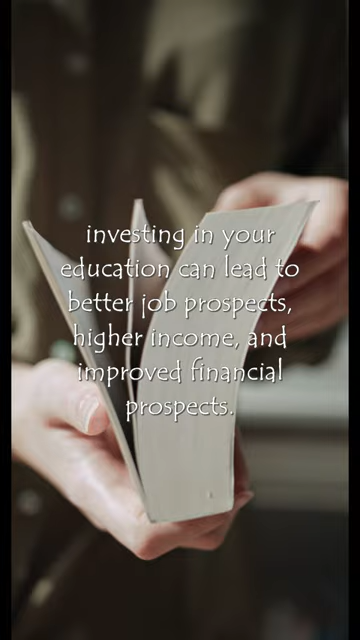 investing in your
education can lead to
better job prospects,
higher income, and
improved financial
prospects.